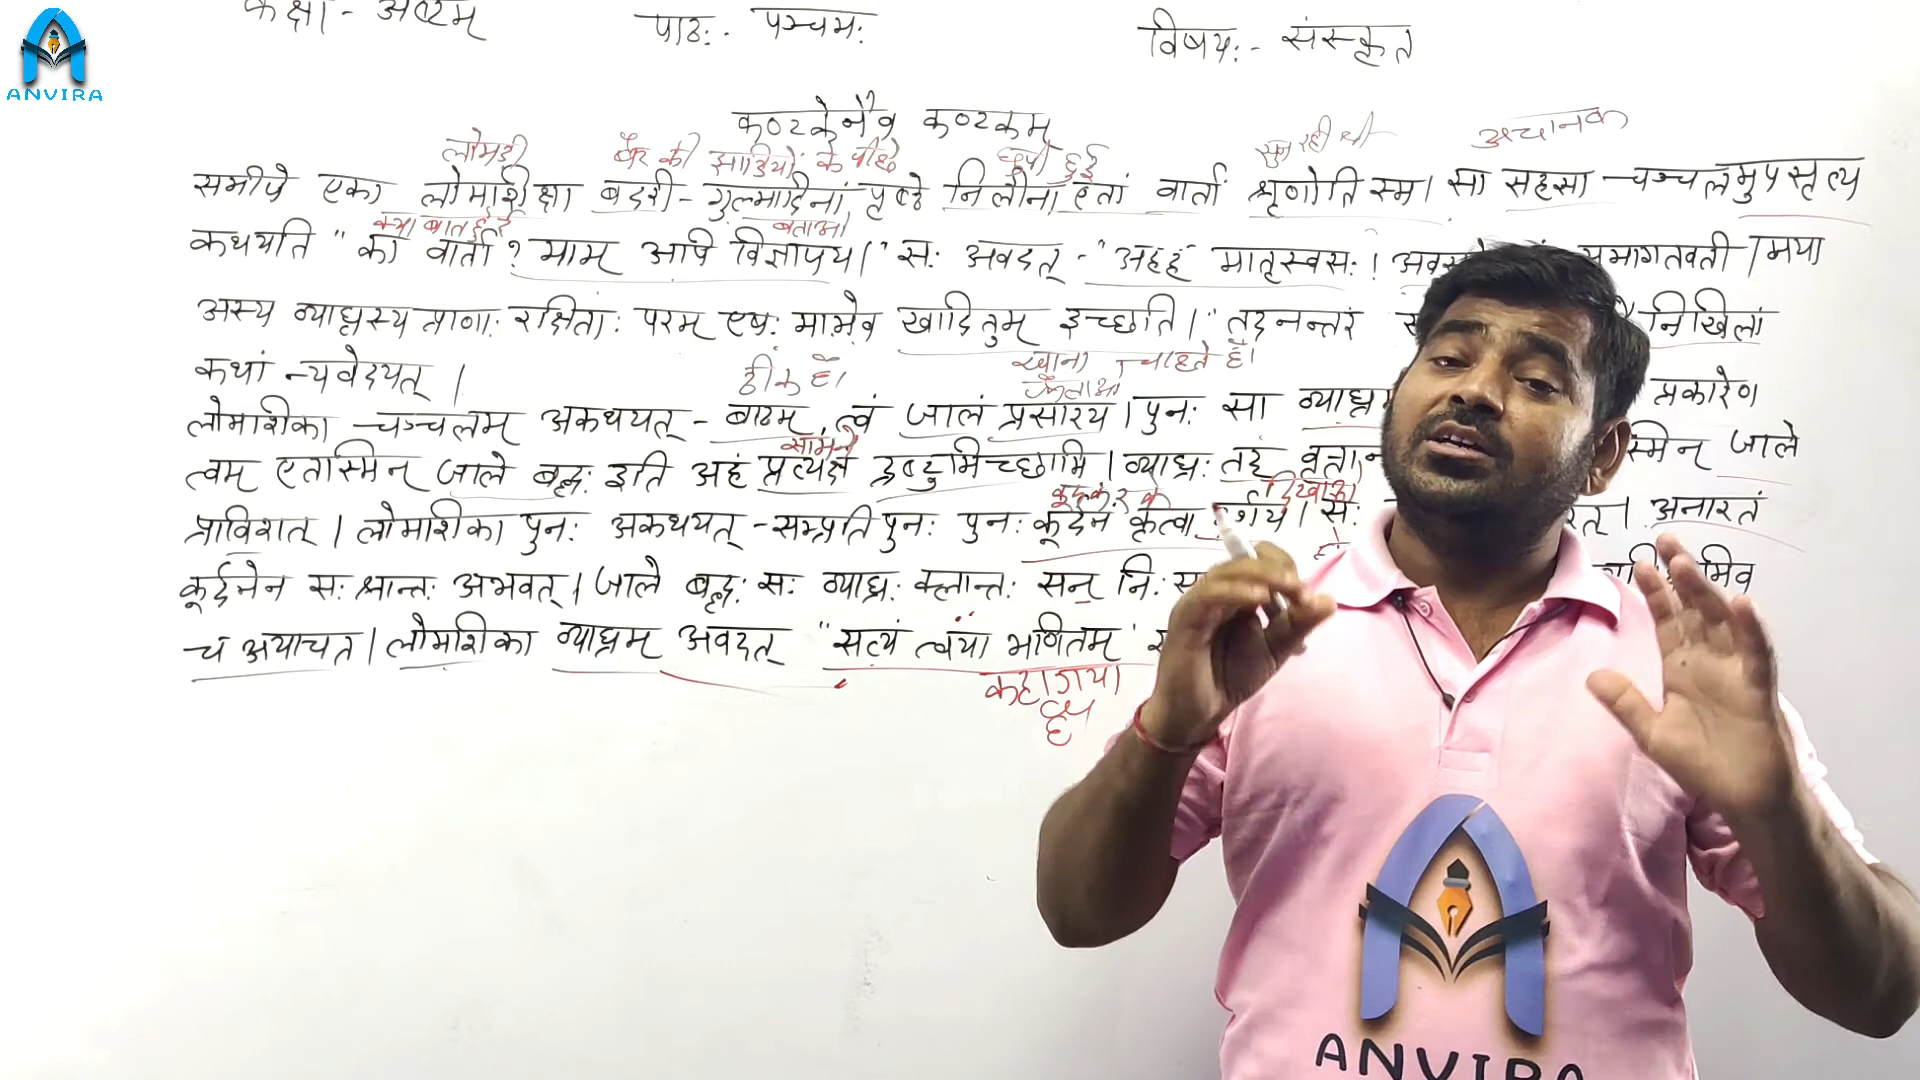 ANVIRA
कक्षा - अष्टम्
पाठः - पञ्चमः
विषयः - संस्कृत
कण्टकेनैव कण्टकम्
लोमड़ी बैर की झाड़ियों के पीछे छुपी हुई सुन रही थी अचानक
समीपे एका लोमशिका बदरी - गुल्मादिनां पृष्ठे निलीना एतां वार्तां श्रृणोति स्म। सा सहसा चञ्चलमुपसृत्य
क्या बात है बताओ
कथयति "का वार्ता? माम् अपि विज्ञापय।" सः अवदत् - "अहह मातृस्वसः! समागतवती। मया
अस्य व्याघ्रस्य प्राणाः रक्षिताः परम् एषः मामेव खादितुम् इच्छति।" तदनन्तरं निखिलां
कथां न्यवेदयत्।
ठीक है। खाना चाहते है।
फैलाओ
लोमशिका चञ्चलम् अकथयत् - बाढम्, त्वं जालं प्रसारय। पुनः सा प्रकारेण
सामने
त्वम् एतस्मिन् जाले बद्धः इति अहं प्रत्यक्षं द्रष्टुमिच्छामि। व्याघ्रः तद् जाले
कूदकर के दिखाओ
प्राविशत्। लोमशिका पुनः अकथयत् - सम्प्रति पुनः पुनः कूर्दनं कृत्वा दर्शय। सः अनारतं
कूर्दनेन सः श्रान्तः अभवत्। जाले बद्धः सः व्याघ्रः क्लान्तः सन्
च अयाचत। लोमशिका व्याघ्रम् अवदत् "सत्यं त्वया भणितम्"
कहा गया
ANVIRA